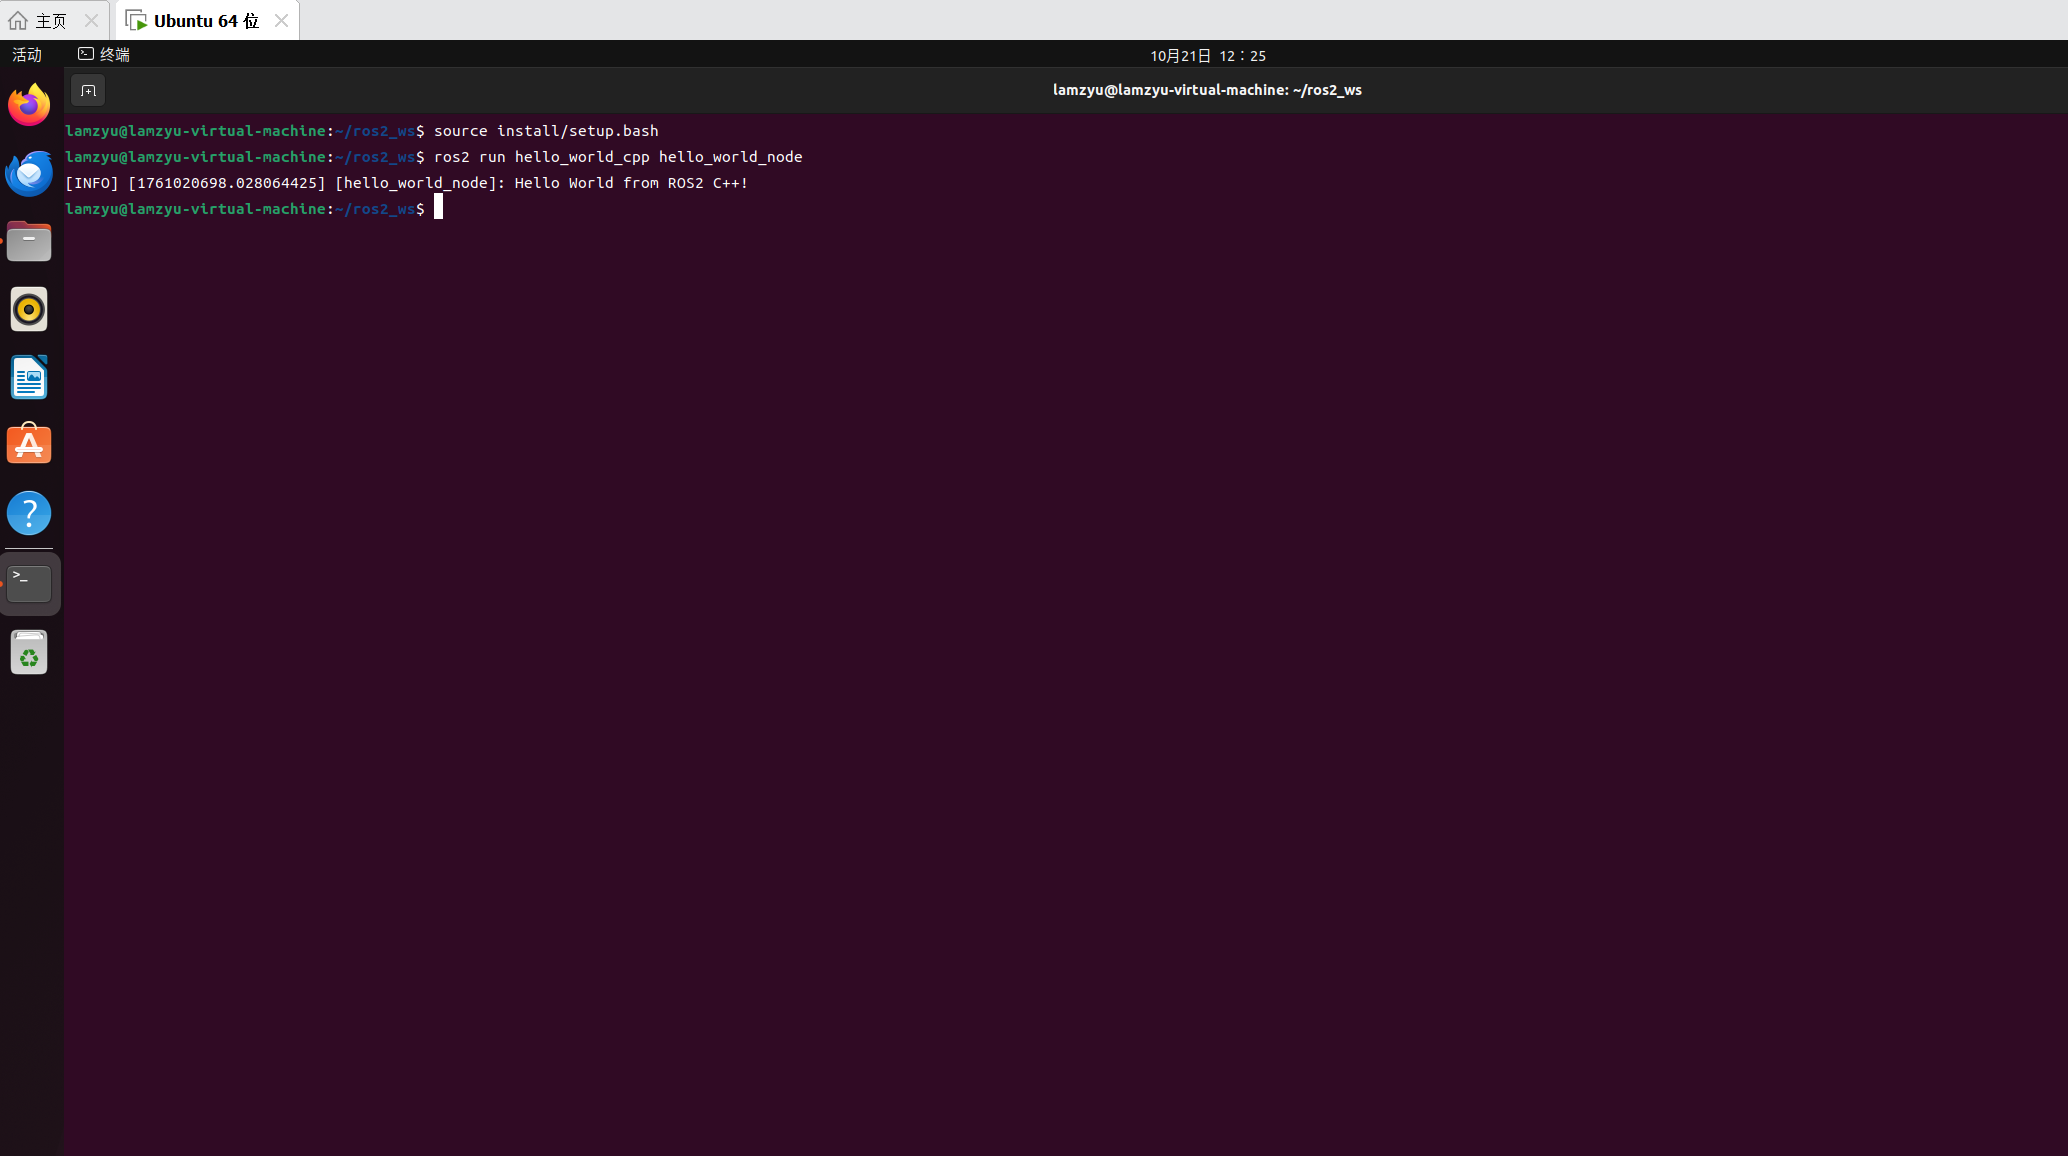 主页
Ubuntu 64 位
活动
终端
10月21日 12:25
lamzyu@lamzyu-virtual-machine: ~/ros2_ws
lamzyu@lamzyu-virtual-machine:~/ros2_ws$ source install/setup.bash
lamzyu@lamzyu-virtual-machine:~/ros2_ws$ ros2 run hello_world_cpp hello_world_node
[INFO] [1761020698.028064425] [hello_world_node]: Hello World from ROS2 C++!
lamzyu@lamzyu-virtual-machine:~/ros2_ws$